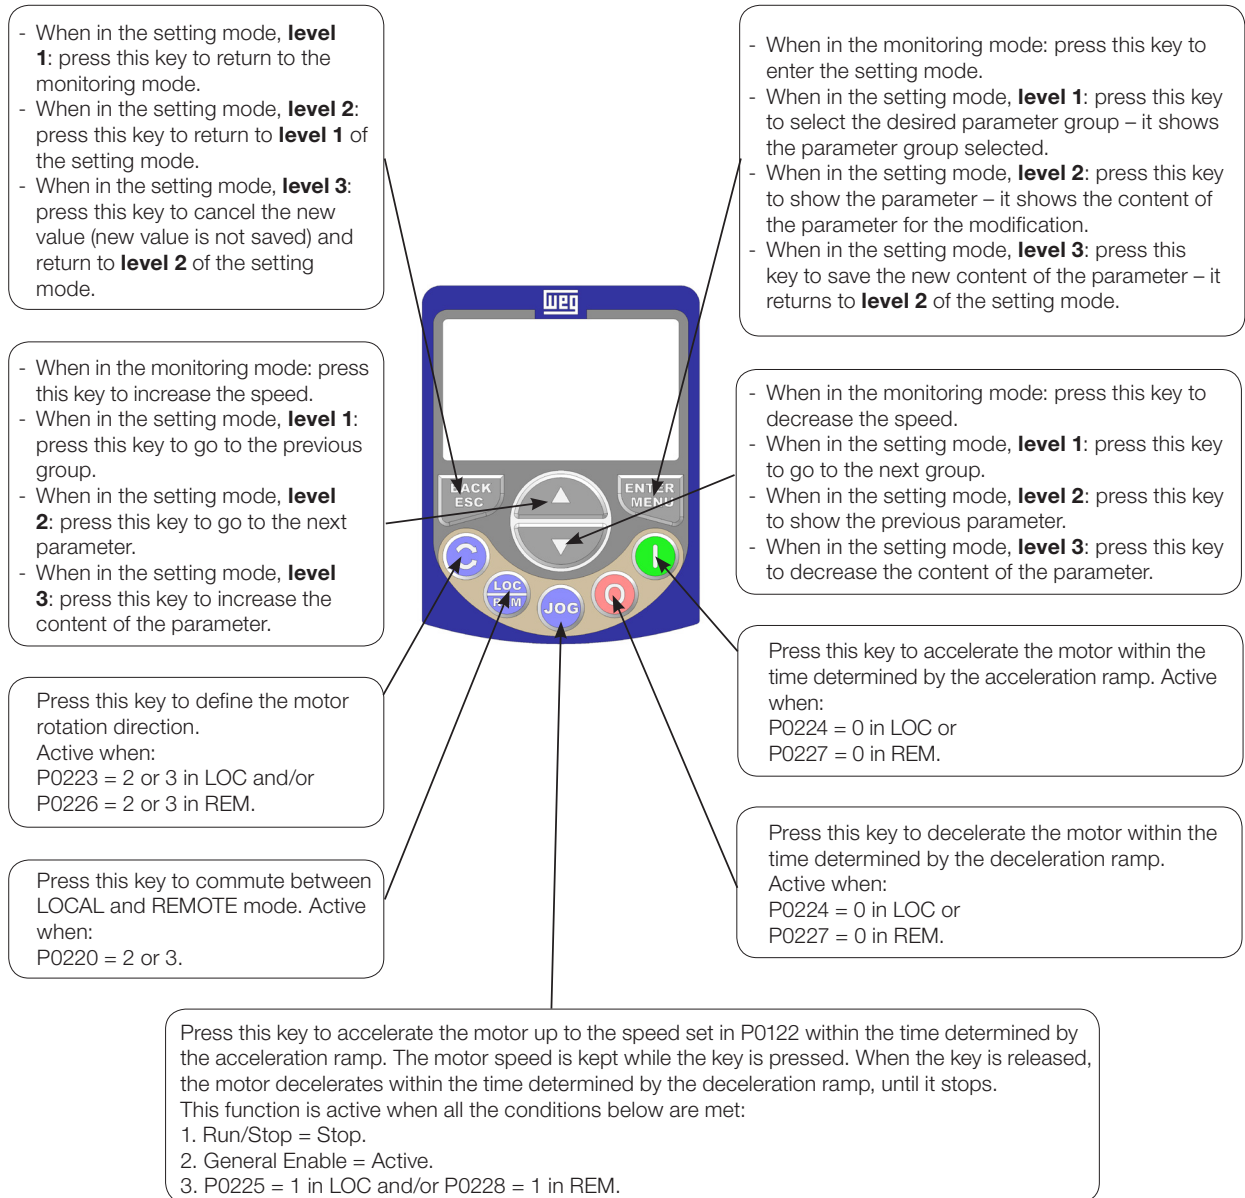 - When in the setting mode, level
1: press this key to return to the
monitoring mode.
- When in the setting mode, level 2:
press this key to return to level 1 of
the setting mode.
- When in the setting mode, level 3:
press this key to cancel the new
value (new value is not saved) and
return to level 2 of the setting
mode.
- When in the monitoring mode: press this key to
enter the setting mode.
- When in the setting mode, level 1: press this key
to select the desired parameter group – it shows
the parameter group selected.
- When in the setting mode, level 2: press this key
to show the parameter – it shows the content of
the parameter for the modification.
- When in the setting mode, level 3: press this
key to save the new content of the parameter – it
returns to level 2 of the setting mode.
weg
- When in the monitoring mode: press
this key to increase the speed.
- When in the setting mode, level 1:
press this key to go to the previous
group.
- When in the setting mode, level
2: press this key to go to the next
parameter.
- When in the setting mode, level
3: press this key to increase the
content of the parameter.
- When in the monitoring mode: press this key to
decrease the speed.
- When in the setting mode, level 1: press this key
to go to the next group.
- When in the setting mode, level 2: press this key
to show the previous parameter.
- When in the setting mode, level 3: press this key
to decrease the content of the parameter.
BACK
ESC
ENTER
MENU
LOC
REM
JOG
Press this key to define the motor
rotation direction.
Active when:
P0223 = 2 or 3 in LOC and/or
P0226 = 2 or 3 in REM.
Press this key to accelerate the motor within the
time determined by the acceleration ramp. Active
when:
P0224 = 0 in LOC or
P0227 = 0 in REM.
Press this key to commute between
LOCAL and REMOTE mode. Active
when:
P0220 = 2 or 3.
Press this key to decelerate the motor within the
time determined by the deceleration ramp.
Active when:
P0224 = 0 in LOC or
P0227 = 0 in REM.
Press this key to accelerate the motor up to the speed set in P0122 within the time determined by
the acceleration ramp. The motor speed is kept while the key is pressed. When the key is released,
the motor decelerates within the time determined by the deceleration ramp, until it stops.
This function is active when all the conditions below are met:
1. Run/Stop = Stop.
2. General Enable = Active.
3. P0225 = 1 in LOC and/or P0228 = 1 in REM.